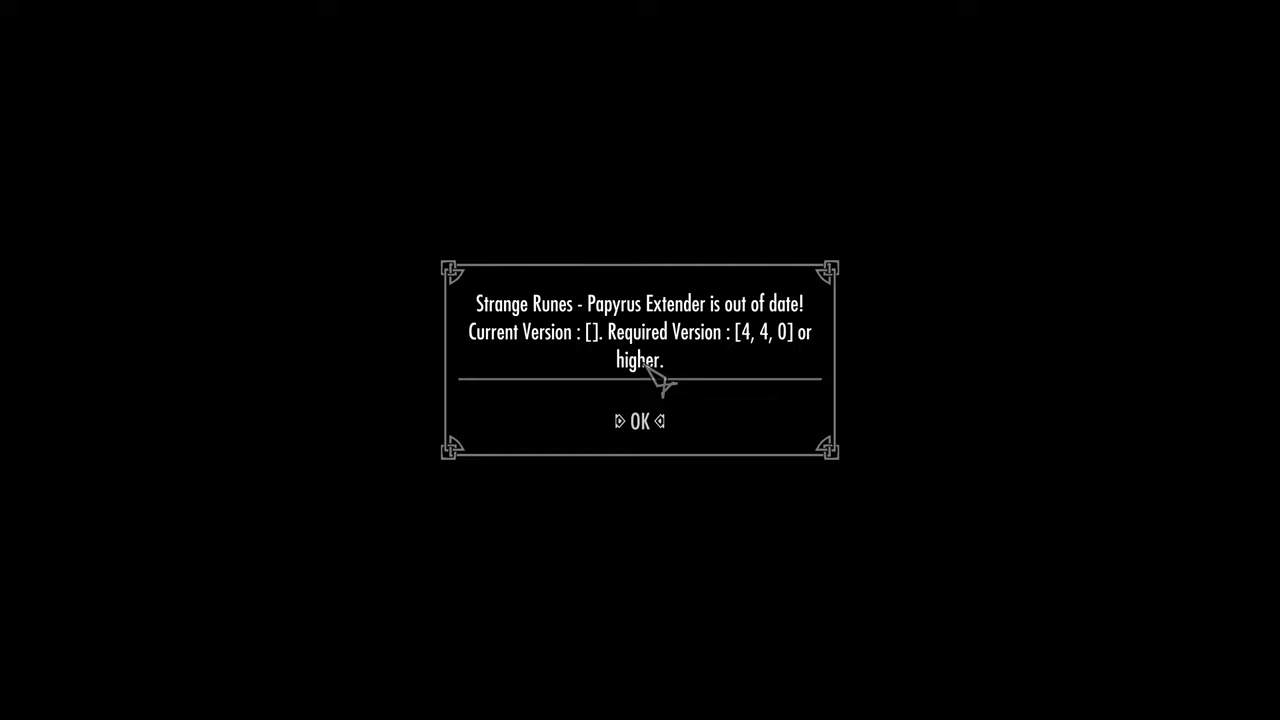 Strange Runes - Papyrus Extender is out of date!
Current Version : []. Required Version : [4, 4, 0] or
higher.
OK